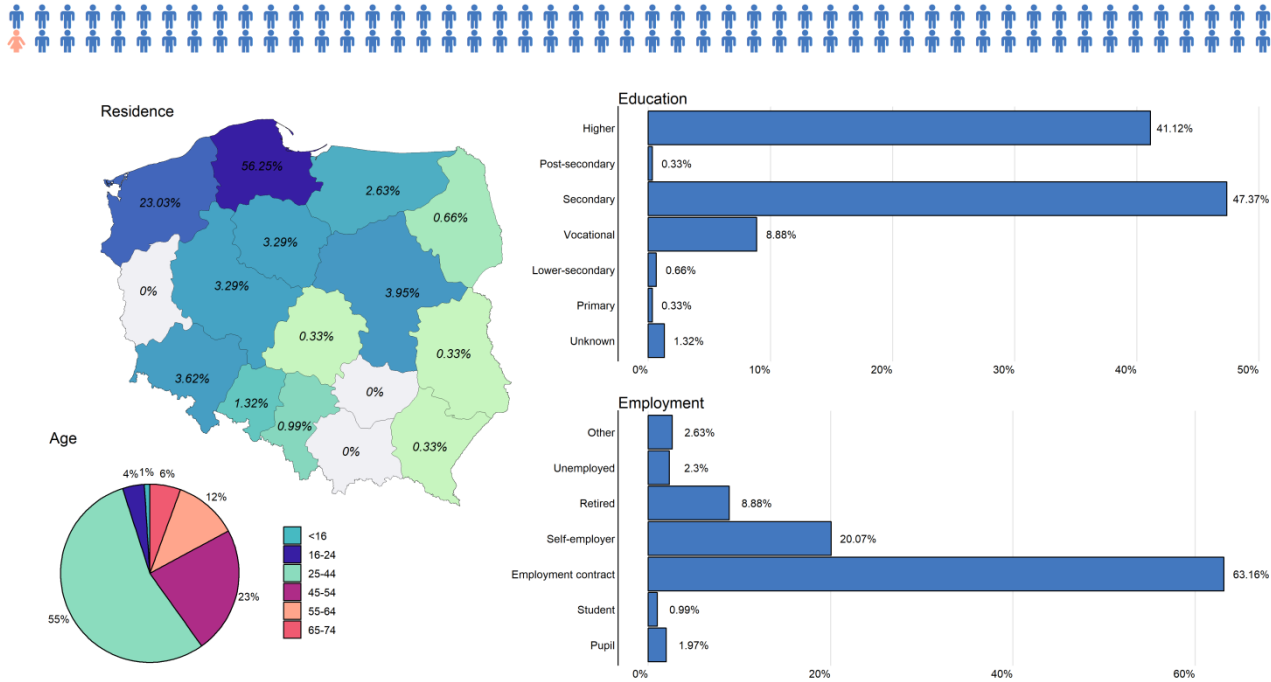 Residence
56.25%
23.03%
2.63%
0.66%
3.29%
0%
3.29%
3.95%
0.33%
0.33%
3.62%
1.32%
0.99%
0%
0%
0.33%
Age
4%
1%
6%
12%
23%
55%
<16
16-24
25-44
45-54
55-64
65-74
Education
Higher 41.12%
Post-secondary 0.33%
Secondary 47.37%
Vocational 8.88%
Lower-secondary 0.66%
Primary 0.33%
Unknown 1.32%
0% 10% 20% 30% 40% 50%
Employment
Other 2.63%
Unemployed 2.3%
Retired 8.88%
Self-employer 20.07%
Employment contract 63.16%
Student 0.99%
Pupil 1.97%
0% 20% 40% 60%